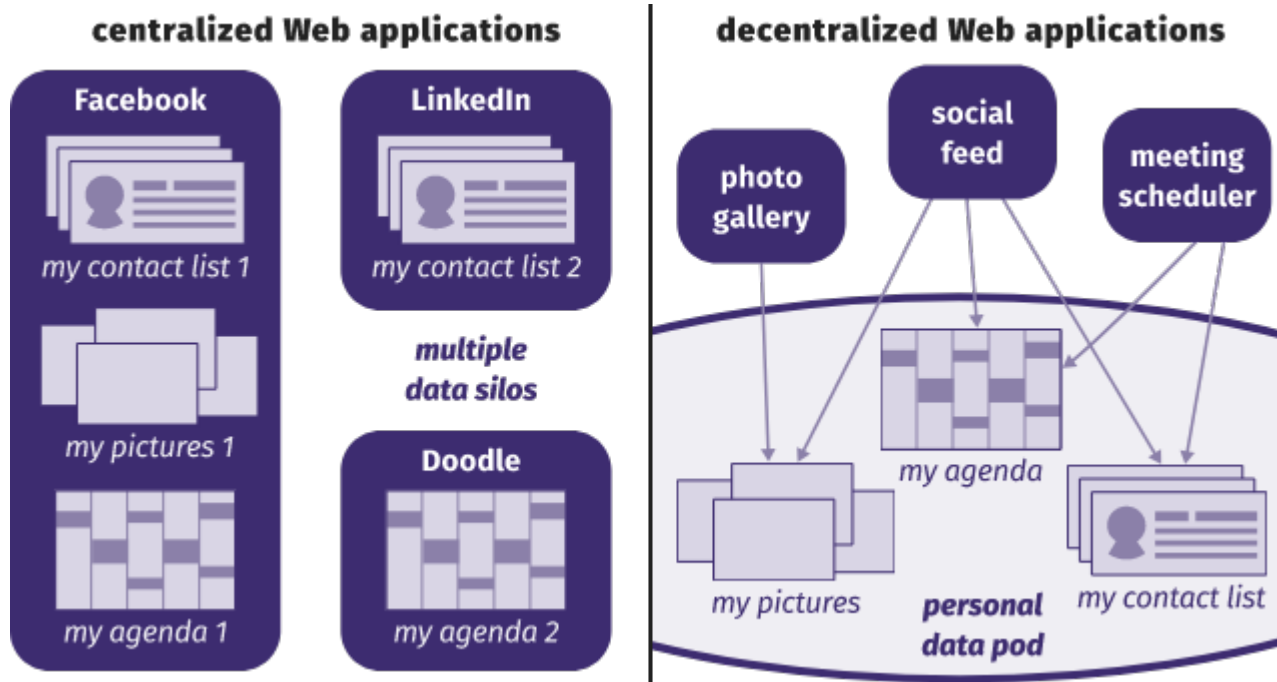 centralized Web applications
Facebook
my contact list 1
my pictures 1
my agenda 1
LinkedIn
my contact list 2
multiple
data silos
Doodle
my agenda 2
decentralized Web applications
photo
gallery
social
feed
meeting
scheduler
my agenda
my pictures
my contact list
personal
data pod